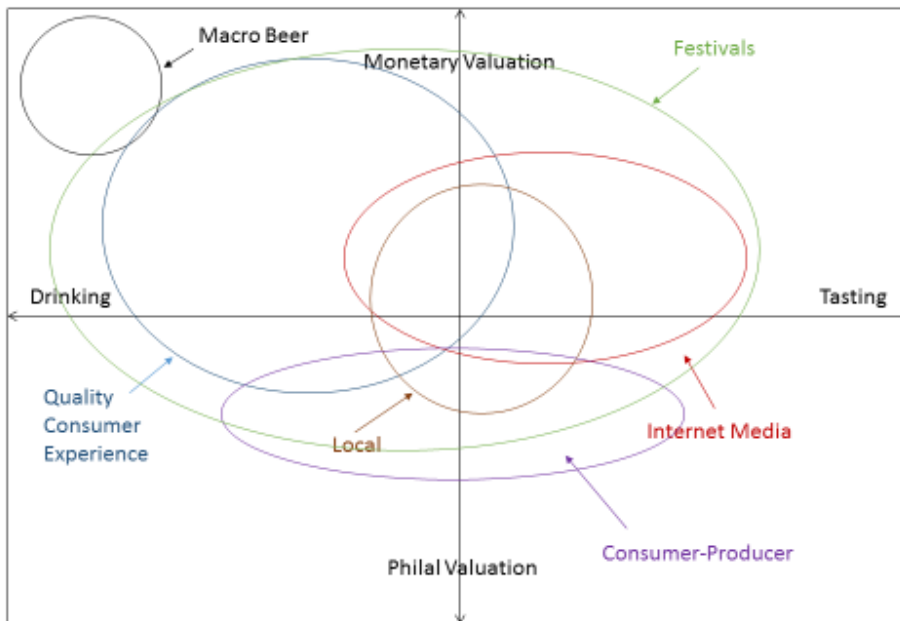 Macro Beer
Festivals
Monetary Valuation
Drinking
Tasting
Quality
Consumer
Experience
Local
Internet Media
Consumer-Producer
Philal Valuation